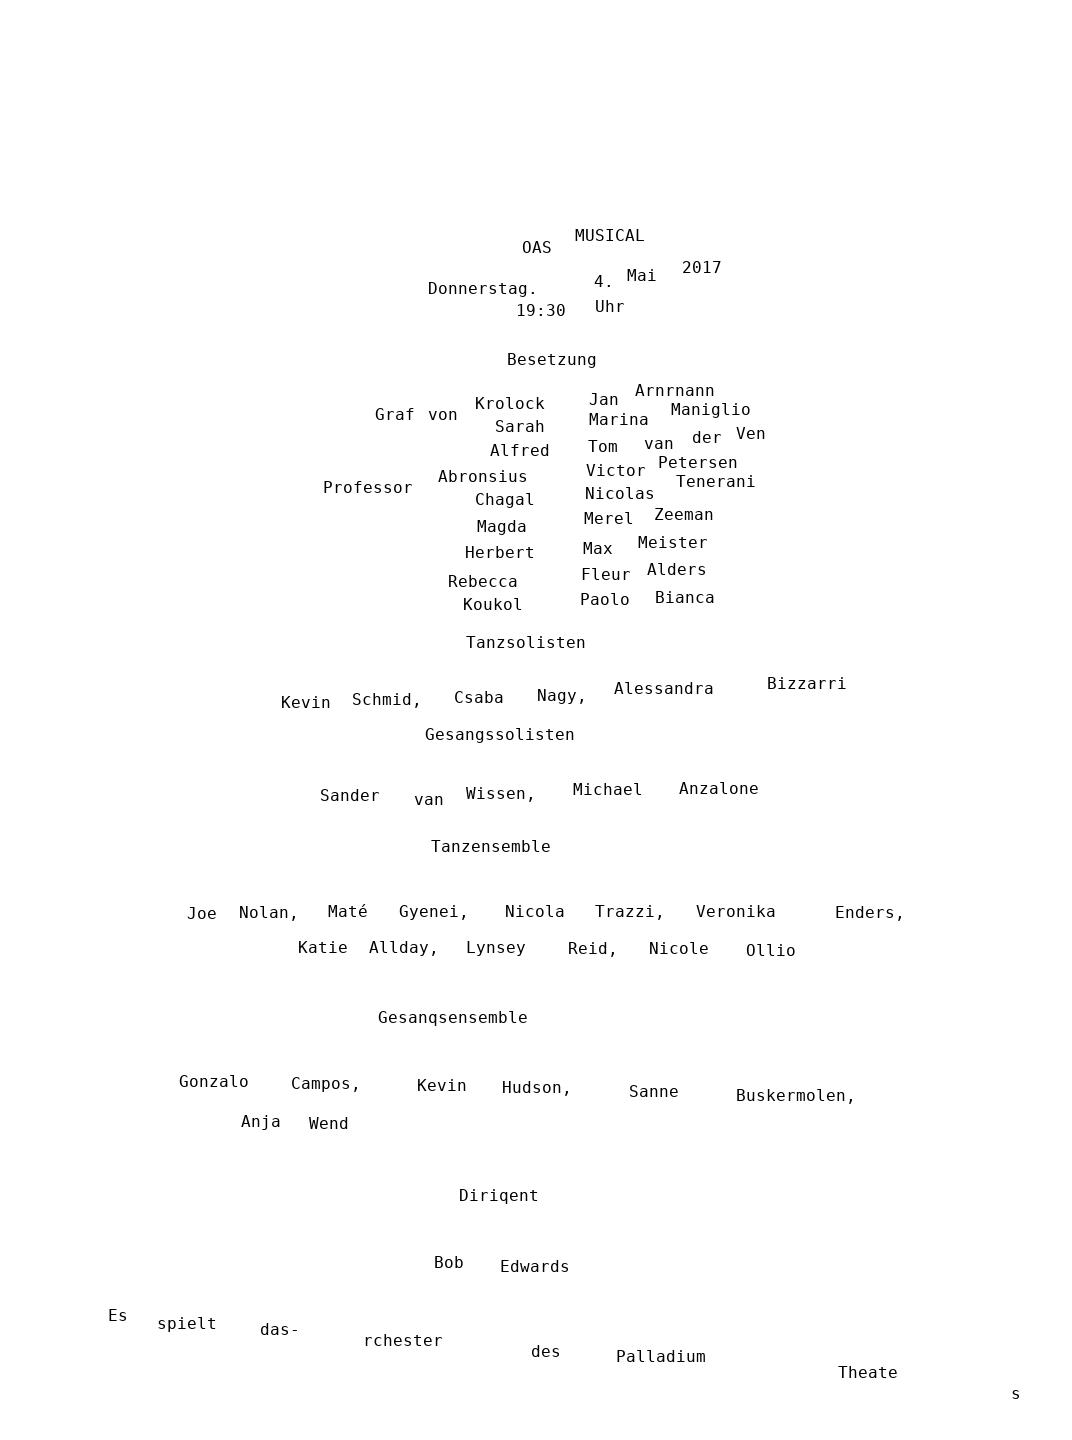 OAS MUSICAL
Donnerstag. 4. Mai 2017
19:30 Uhr
Besetzung
Graf von Krolock Jan Arnrnann
Sarah Marina Maniglio
Alfred Tom van der Ven
Professor Abronsius Victor Petersen
Chagal Nicolas Tenerani
Magda Merel Zeeman
Herbert Max Meister
Rebecca Fleur Alders
Koukol Paolo Bianca
Tanzsolisten
Kevin Schmid, Csaba Nagy, Alessandra Bizzarri
Gesangssolisten
Sander van Wissen, Michael Anzalone
Tanzensemble
Joe Nolan, Maté Gyenei, Nicola Trazzi, Veronika Enders,
Katie Allday, Lynsey Reid, Nicole Ollio
Gesanqsensemble
Gonzalo Campos, Kevin Hudson, Sanne Buskermolen,
Anja Wend
Diriqent
Bob Edwards
Es spielt das- rchester des Palladium Theate s